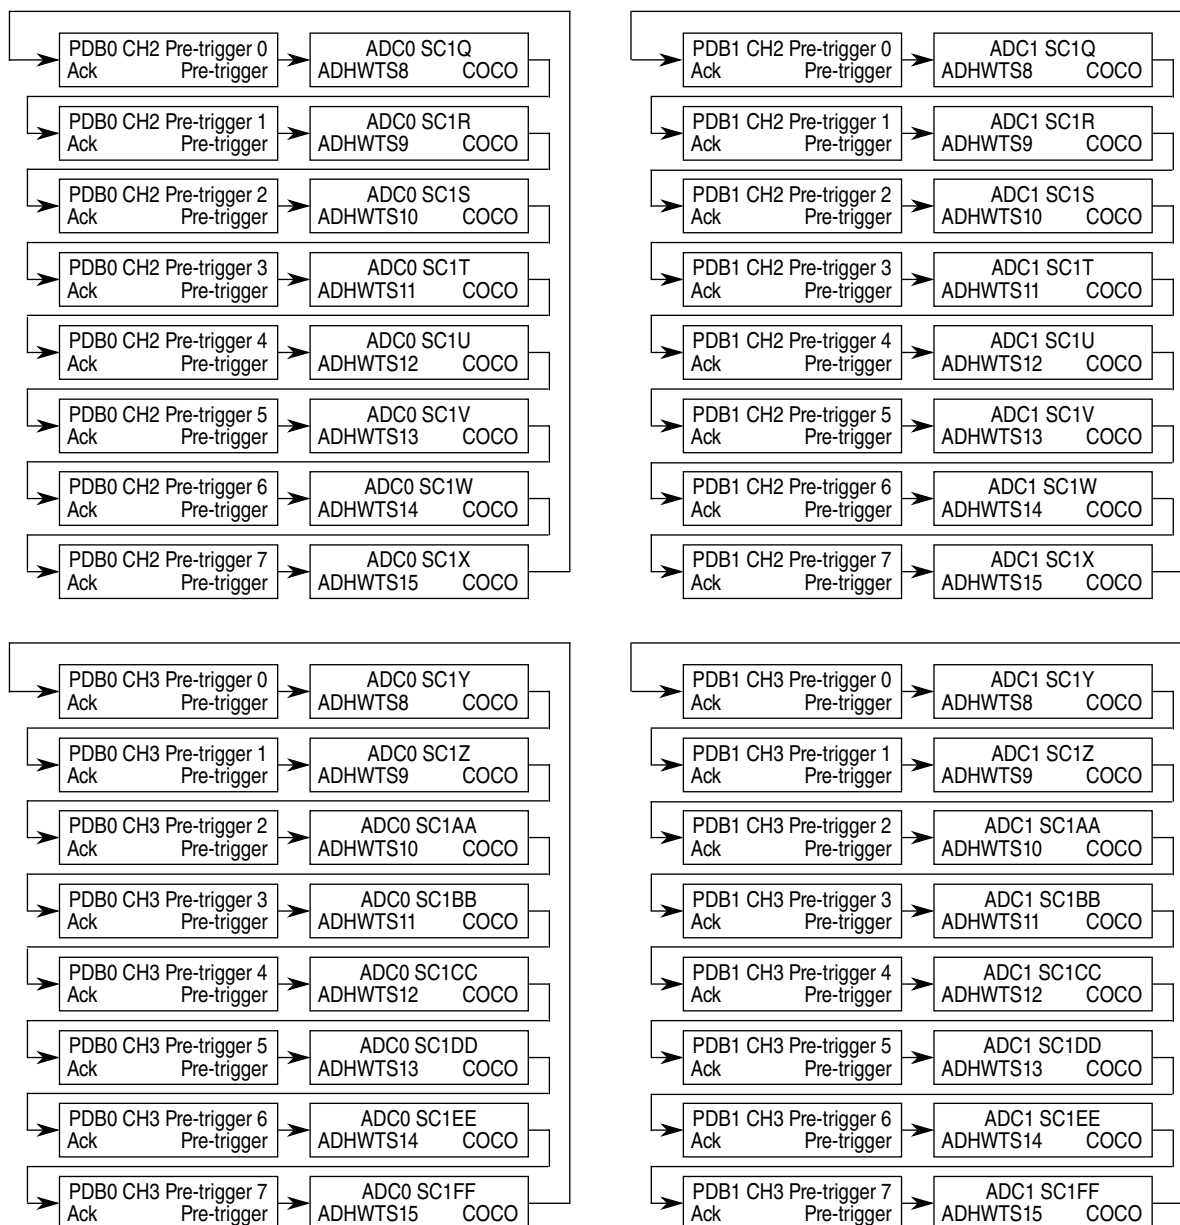 PDB0 CH2 Pre-trigger 0
Ack Pre-trigger
ADC0 SC1Q
ADHWTS8 COCO
PDB0 CH2 Pre-trigger 1
Ack Pre-trigger
ADC0 SC1R
ADHWTS9 COCO
PDB0 CH2 Pre-trigger 2
Ack Pre-trigger
ADC0 SC1S
ADHWTS10 COCO
PDB0 CH2 Pre-trigger 3
Ack Pre-trigger
ADC0 SC1T
ADHWTS11 COCO
PDB0 CH2 Pre-trigger 4
Ack Pre-trigger
ADC0 SC1U
ADHWTS12 COCO
PDB0 CH2 Pre-trigger 5
Ack Pre-trigger
ADC0 SC1V
ADHWTS13 COCO
PDB0 CH2 Pre-trigger 6
Ack Pre-trigger
ADC0 SC1W
ADHWTS14 COCO
PDB0 CH2 Pre-trigger 7
Ack Pre-trigger
ADC0 SC1X
ADHWTS15 COCO
PDB1 CH2 Pre-trigger 0
Ack Pre-trigger
ADC1 SC1Q
ADHWTS8 COCO
PDB1 CH2 Pre-trigger 1
Ack Pre-trigger
ADC1 SC1R
ADHWTS9 COCO
PDB1 CH2 Pre-trigger 2
Ack Pre-trigger
ADC1 SC1S
ADHWTS10 COCO
PDB1 CH2 Pre-trigger 3
Ack Pre-trigger
ADC1 SC1T
ADHWTS11 COCO
PDB1 CH2 Pre-trigger 4
Ack Pre-trigger
ADC1 SC1U
ADHWTS12 COCO
PDB1 CH2 Pre-trigger 5
Ack Pre-trigger
ADC1 SC1V
ADHWTS13 COCO
PDB1 CH2 Pre-trigger 6
Ack Pre-trigger
ADC1 SC1W
ADHWTS14 COCO
PDB1 CH2 Pre-trigger 7
Ack Pre-trigger
ADC1 SC1X
ADHWTS15 COCO
PDB0 CH3 Pre-trigger 0
Ack Pre-trigger
ADC0 SC1Y
ADHWTS8 COCO
PDB0 CH3 Pre-trigger 1
Ack Pre-trigger
ADC0 SC1Z
ADHWTS9 COCO
PDB0 CH3 Pre-trigger 2
Ack Pre-trigger
ADC0 SC1AA
ADHWTS10 COCO
PDB0 CH3 Pre-trigger 3
Ack Pre-trigger
ADC0 SC1BB
ADHWTS11 COCO
PDB0 CH3 Pre-trigger 4
Ack Pre-trigger
ADC0 SC1CC
ADHWTS12 COCO
PDB0 CH3 Pre-trigger 5
Ack Pre-trigger
ADC0 SC1DD
ADHWTS13 COCO
PDB0 CH3 Pre-trigger 6
Ack Pre-trigger
ADC0 SC1EE
ADHWTS14 COCO
PDB0 CH3 Pre-trigger 7
Ack Pre-trigger
ADC0 SC1FF
ADHWTS15 COCO
PDB1 CH3 Pre-trigger 0
Ack Pre-trigger
ADC1 SC1Y
ADHWTS8 COCO
PDB1 CH3 Pre-trigger 1
Ack Pre-trigger
ADC1 SC1Z
ADHWTS9 COCO
PDB1 CH3 Pre-trigger 2
Ack Pre-trigger
ADC1 SC1AA
ADHWTS10 COCO
PDB1 CH3 Pre-trigger 3
Ack Pre-trigger
ADC1 SC1BB
ADHWTS11 COCO
PDB1 CH3 Pre-trigger 4
Ack Pre-trigger
ADC1 SC1CC
ADHWTS12 COCO
PDB1 CH3 Pre-trigger 5
Ack Pre-trigger
ADC1 SC1DD
ADHWTS13 COCO
PDB1 CH3 Pre-trigger 6
Ack Pre-trigger
ADC1 SC1EE
ADHWTS14 COCO
PDB1 CH3 Pre-trigger 7
Ack Pre-trigger
ADC1 SC1FF
ADHWTS15 COCO